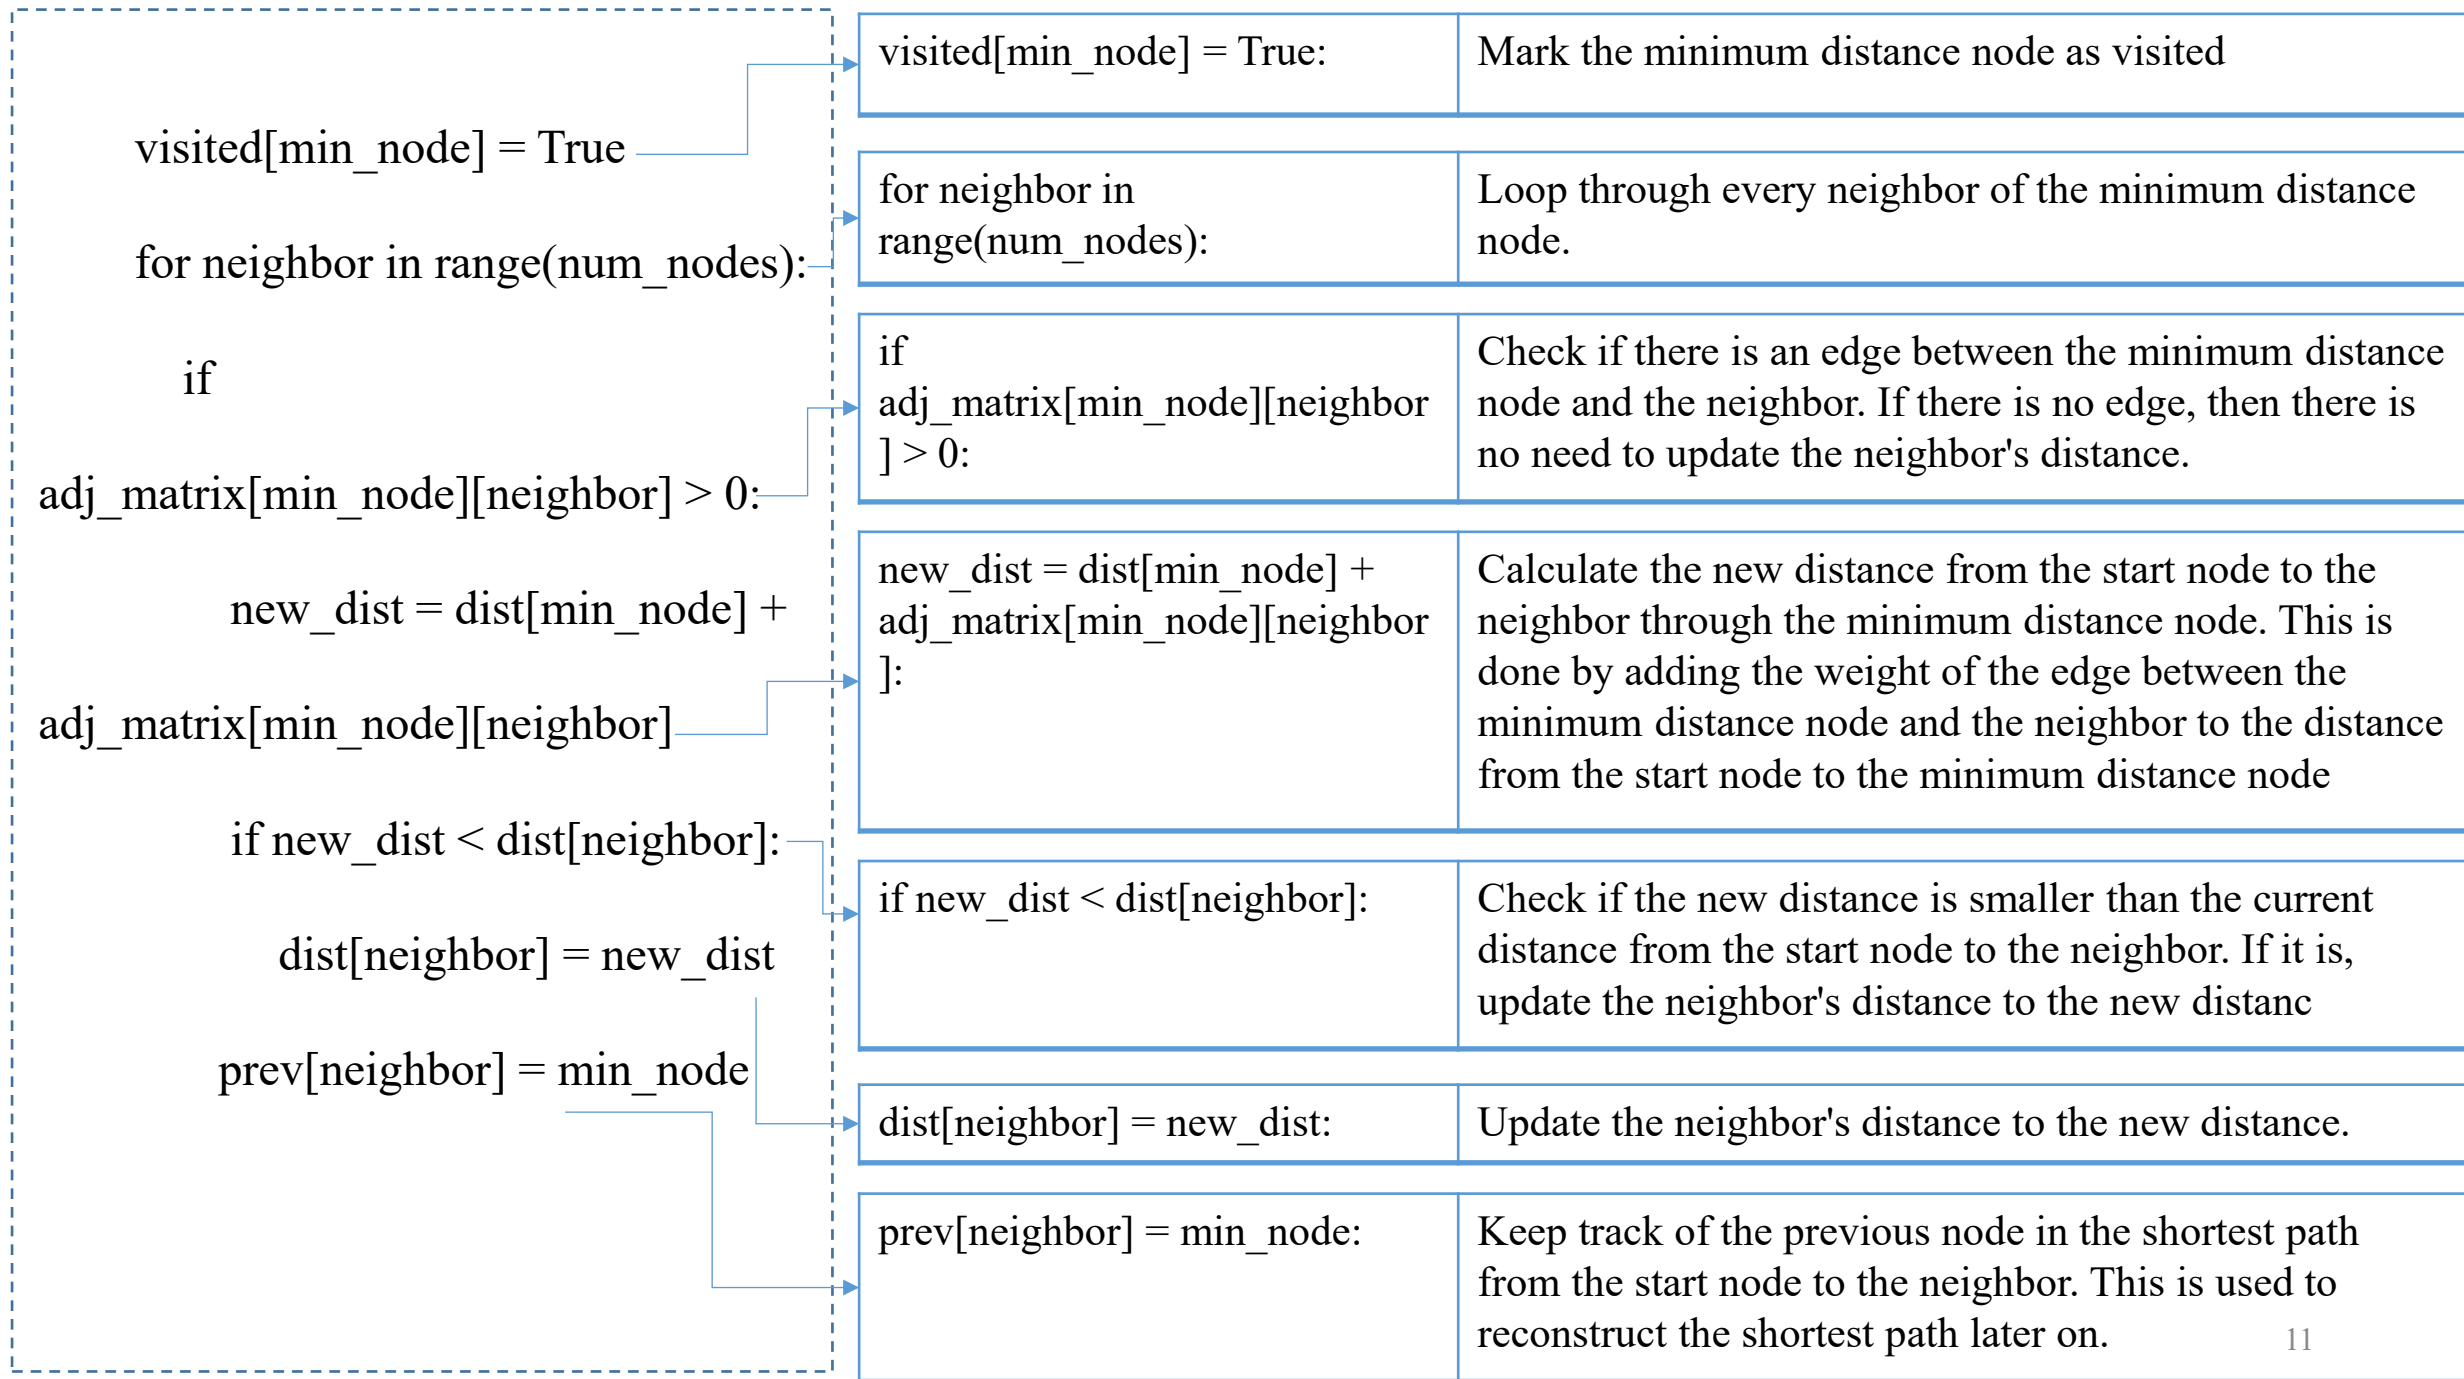 visited[min_node] = True
for neighbor in range(num_nodes):
if
adj_matrix[min_node][neighbor] > 0:
new_dist = dist[min_node] +
adj_matrix[min_node][neighbor]
if new_dist < dist[neighbor]:
dist[neighbor] = new_dist
prev[neighbor] = min_node
visited[min_node] = True:
Mark the minimum distance node as visited
for neighbor in
range(num_nodes):
Loop through every neighbor of the minimum distance
node.
if
adj_matrix[min_node][neighbor
] > 0:
Check if there is an edge between the minimum distance
node and the neighbor. If there is no edge, then there is
no need to update the neighbor's distance.
new_dist = dist[min_node] +
adj_matrix[min_node][neighbor
]:
Calculate the new distance from the start node to the
neighbor through the minimum distance node. This is
done by adding the weight of the edge between the
minimum distance node and the neighbor to the distance
from the start node to the minimum distance node
if new_dist < dist[neighbor]:
Check if the new distance is smaller than the current
distance from the start node to the neighbor. If it is,
update the neighbor's distance to the new distanc
dist[neighbor] = new_dist:
Update the neighbor's distance to the new distance.
prev[neighbor] = min_node:
Keep track of the previous node in the shortest path
from the start node to the neighbor. This is used to
reconstruct the shortest path later on.
11